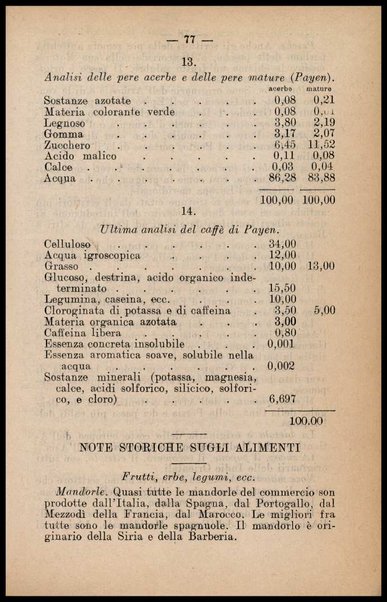 — 77 —
13.
Analisi delle pere acerbe e delle pere mature (Payen).
acerbe mature
Sostanze azotate . . . . . 0,08 0,21
Materia colorante verde . . . . 0,08 0,01
Legnoso . . . . . . 3,80 2,19
Gomma . . . . . . 3,17 2,07
Zucchero . . . . . . 6,45 11,52
Acido malico . . . . . 0,11 0,08
Calce . . . . . . . 0,03 0,04
Acqua . . . . . . . 86,28 83,88
100,00 100,00
14.
Ultima analisi del caffè di Payen.
Celluloso . . . . . . 34,00
Acqua igroscopica . . . . . 12,00
Grasso . . . . . . . 10,00 13,00
Glucoso, destrina, acido organico inde-
terminato . . . . . . 15,50
Legumina, caseina, ecc. . . . . 10,00
Cloroginata di potassa e di caffeina . . 3,50 5,00
Materia organica azotata . . . . 3,00
Caffeina libera . . . . . 0,80
Essenza concreta insolubile . . . . 0,001
Essenza aromatica soave, solubile nella
acqua . . . . . . 0,002
Sostanze minerali (potassa, magnesia,
calce, acidi solforico, silicico, solfori-
co, e cloro) . . . . . 6,697
100.00
NOTE STORICHE SUGLI ALIMENTI
Frutti, erbe, legumi, ecc.
Mandorle. Quasi tutte le mandorle del commercio son
prodotte dall'Italia, dalla Spagna, dal Portogallo, dal
Mezzodì della Francia, dal Marocco. Le migliori fra
tutte sono le mandorle spagnuole. Il mandorlo è ori-
ginario della Siria e della Barberia.